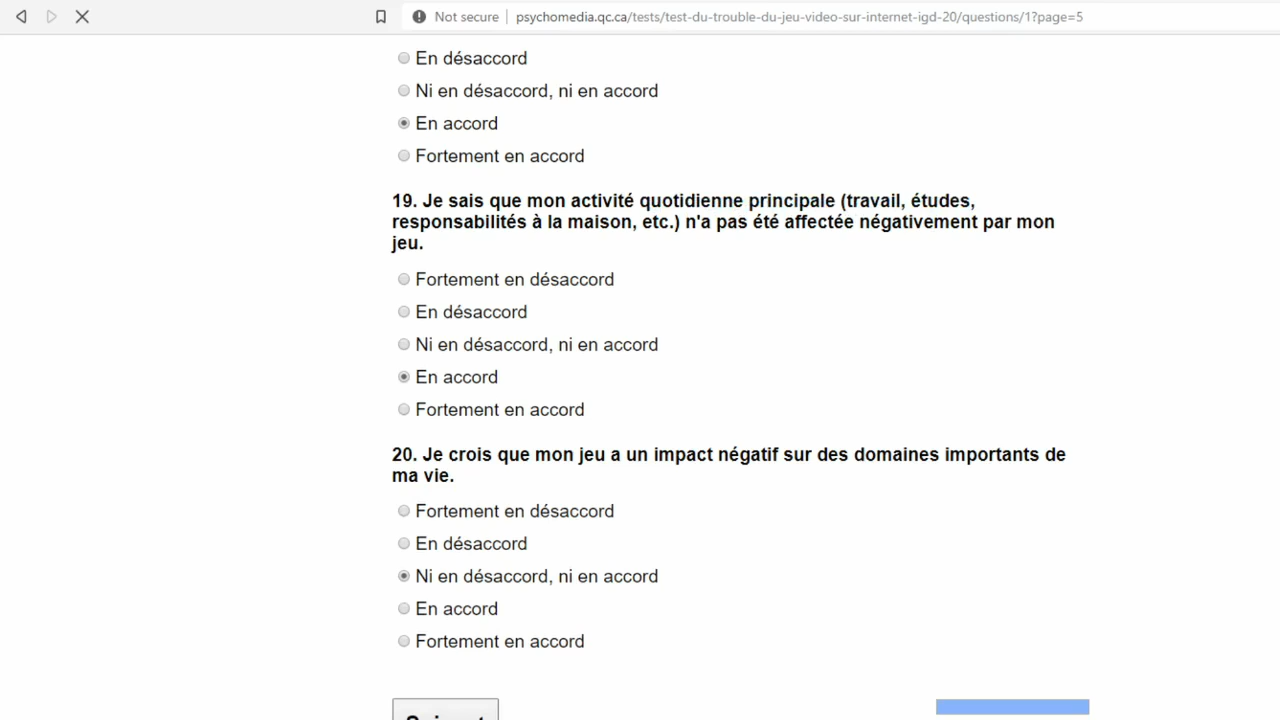 Not secure psychomedia.qc.ca/tests/test-du-trouble-du-jeu-video-sur-internet-igd-20/questions/1?page=5
En désaccord
Ni en désaccord, ni en accord
En accord
Fortement en accord
19. Je sais que mon activité quotidienne principale (travail, études,
responsabilités à la maison, etc.) n'a pas été affectée négativement par mon
jeu.
Fortement en désaccord
En désaccord
Ni en désaccord, ni en accord
En accord
Fortement en accord
20. Je crois que mon jeu a un impact négatif sur des domaines importants de
ma vie.
Fortement en désaccord
En désaccord
Ni en désaccord, ni en accord
En accord
Fortement en accord